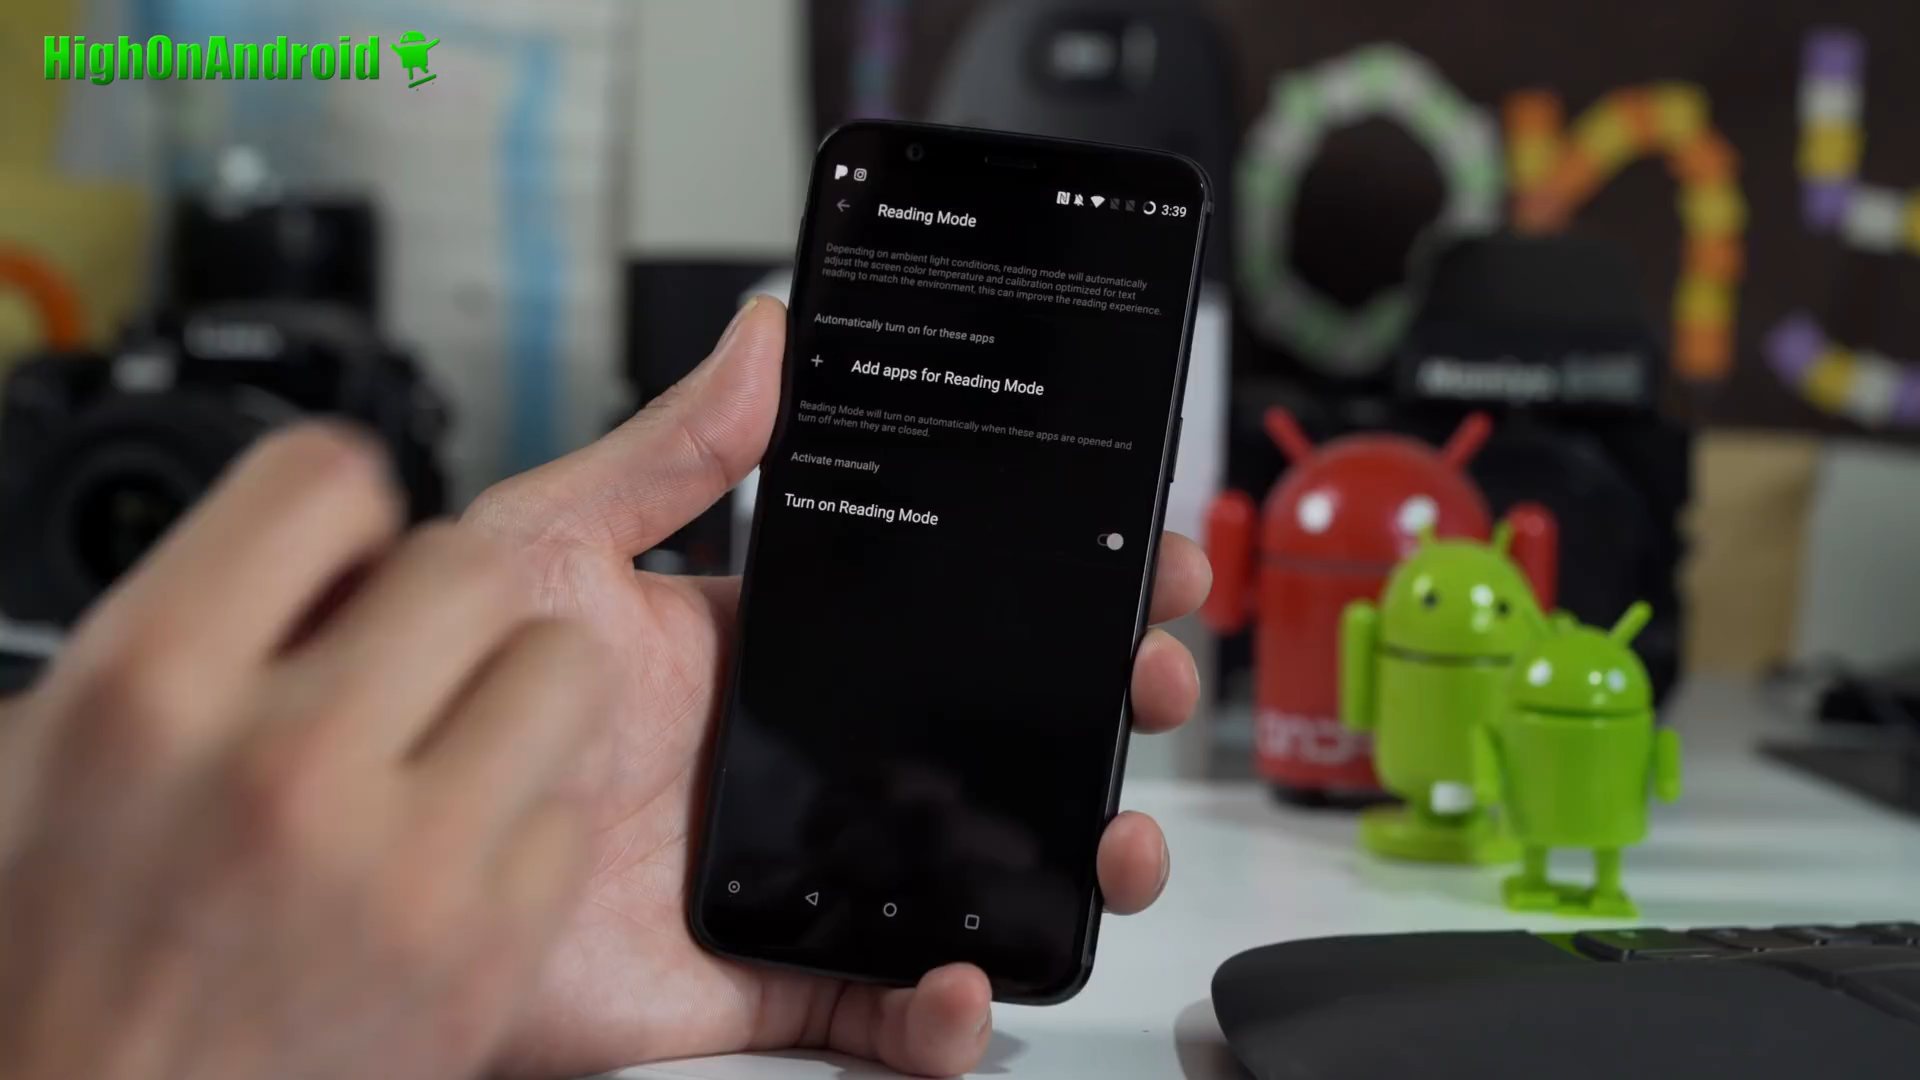 HighOnAndroid
3:39
Reading Mode
Depending on ambient light conditions, reading mode will automatically
adjust the screen color temperature and calibration optimized for text
reading to match the environment, this can improve the reading experience.
Automatically turn on for these apps
+ Add apps for Reading Mode
Reading Mode will turn on automatically when these apps are opened and
turn off when they are closed.
Activate manually
Turn on Reading Mode